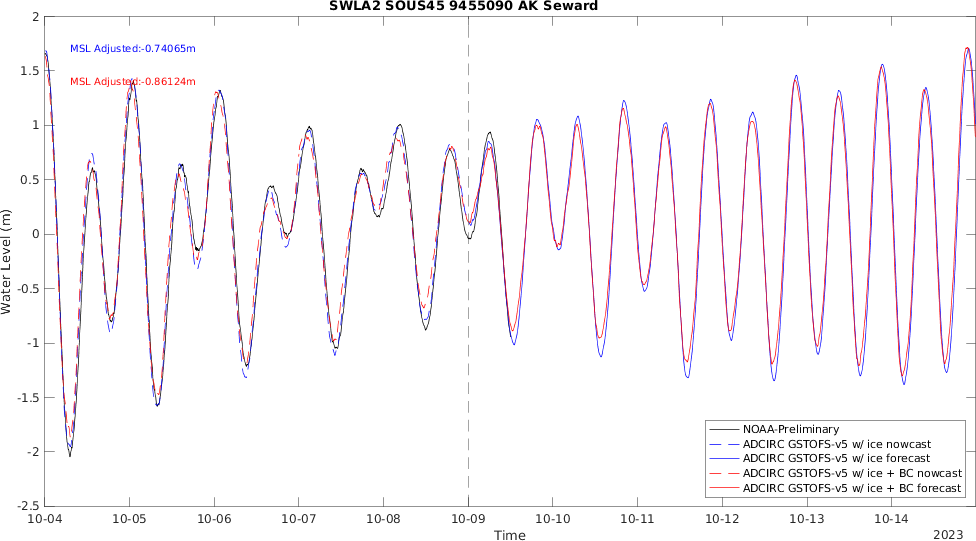 SWLA2 SOUS45 9455090 AK Seward
MSL Adjusted:-0.74065m
MSL Adjusted:-0.86124m
2
1.5
1
0.5
0
-0.5
-1
-1.5
-2
-2.5
Water Level (m)
NOAA-Preliminary
ADCIRC GSTOFS-v5 w/ ice nowcast
ADCIRC GSTOFS-v5 w/ ice forecast
ADCIRC GSTOFS-v5 w/ ice + BC nowcast
ADCIRC GSTOFS-v5 w/ ice + BC forecast
10-04 10-05 10-06 10-07 10-08 10-09 10-10 10-11 10-12 10-13 10-14
Time
2023